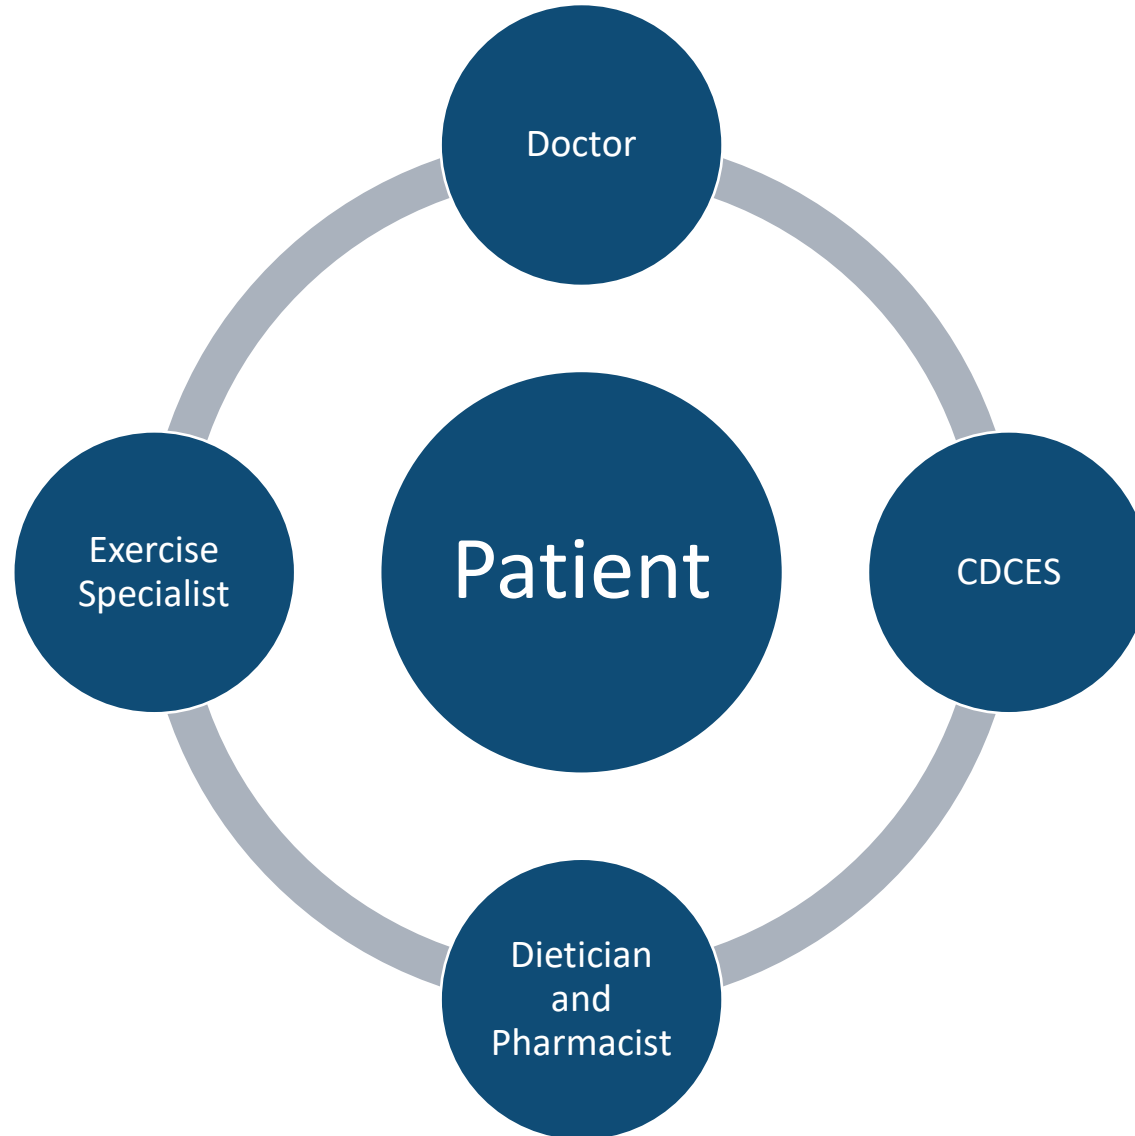 Doctor
Exercise
Specialist
Patient
CDCES
Dietician
and
Pharmacist